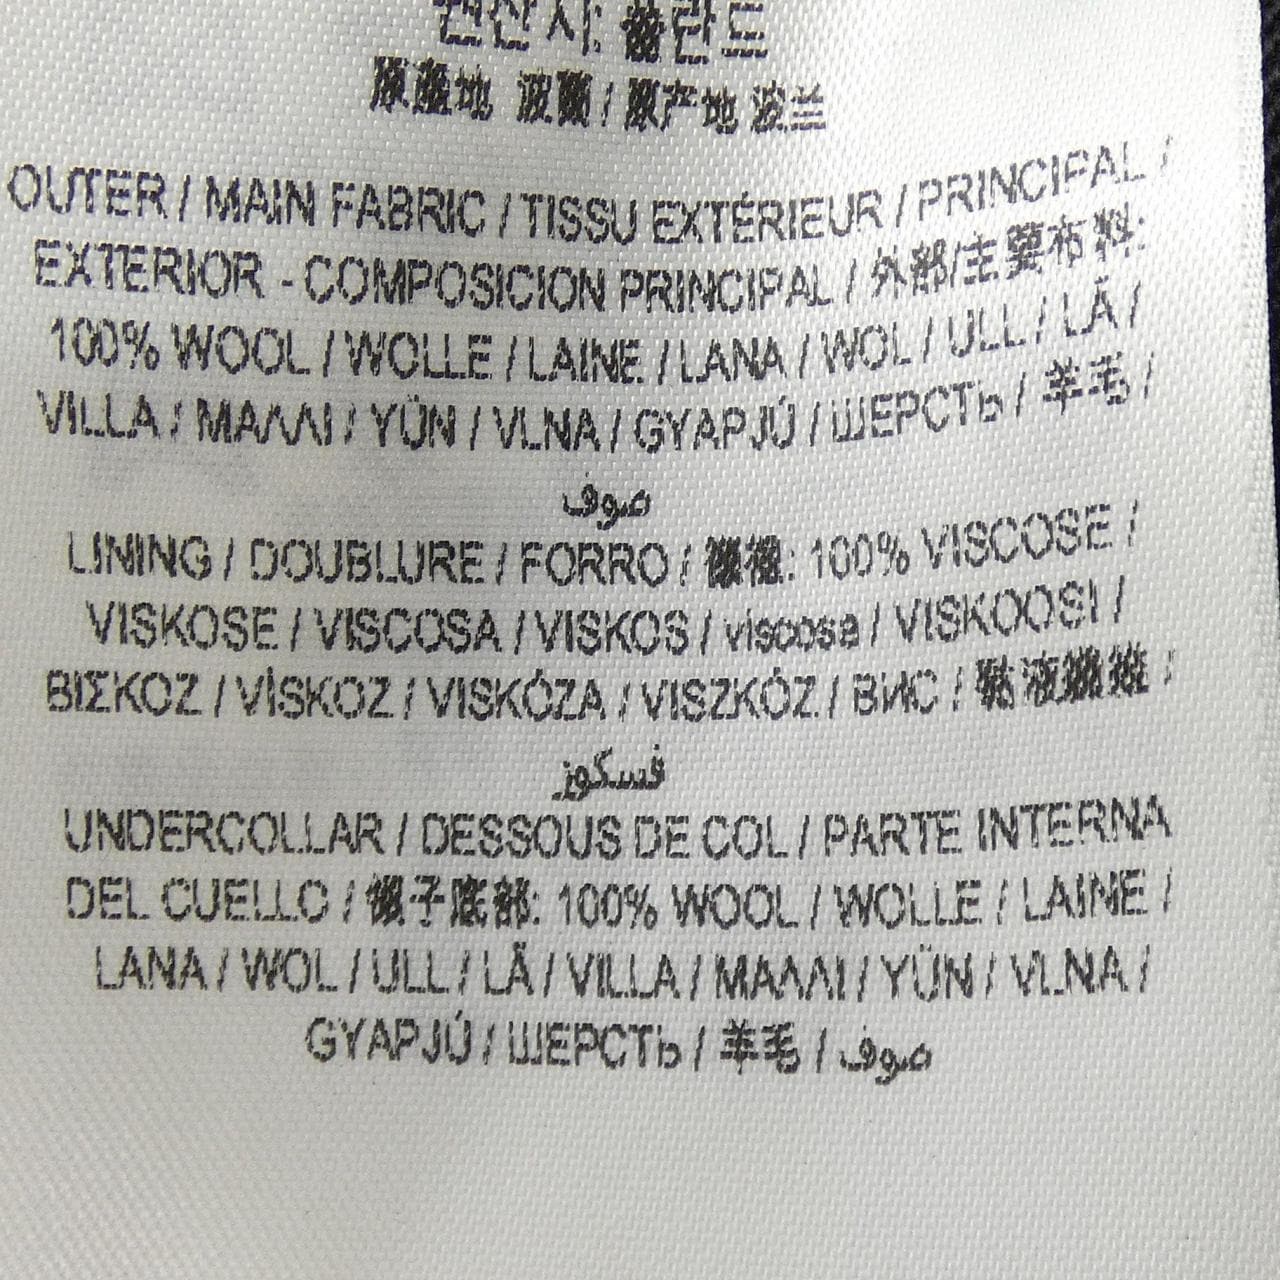 원산지: 폴란드
原產地 波蘭 / 原产地 波兰
OUTER / MAIN FABRIC / TISSU EXTÉRIEUR / PRINCIPAL /
EXTERIOR - COMPOSICION PRINCIPAL / 外部/主要布料:
100% WOOL / WOLLE / LAINE / LANA / WOL / ULL / LÃ /
VILLA / ΜΑΛΛΙ / YÜN / VLNA / GYAPJÚ / ШЕРСТЬ / 羊毛 /
صوف
LINING / DOUBLURE / FORRO / : 100% VISCOSE /
VISKOSE / VISCOSA / VISKOS / viscose / VISKOOSI /
ΒΙΣΚΟΖ / VİSKOZ / VISKÓZA / VISZKÓZ / ВИС / 黏液 /
فسكوز
UNDERCOLLAR / DESSOUS DE COL / PARTE INTERNA
DEL CUELLO / 領子底部: 100% WOOL / WOLLE / LAINE /
LANA / WOL / ULL / LÃ / VILLA / ΜΑΛΛΙ / YÜN / VLNA /
GYAPJÚ / ШЕРСТЬ / 羊毛 / صوف